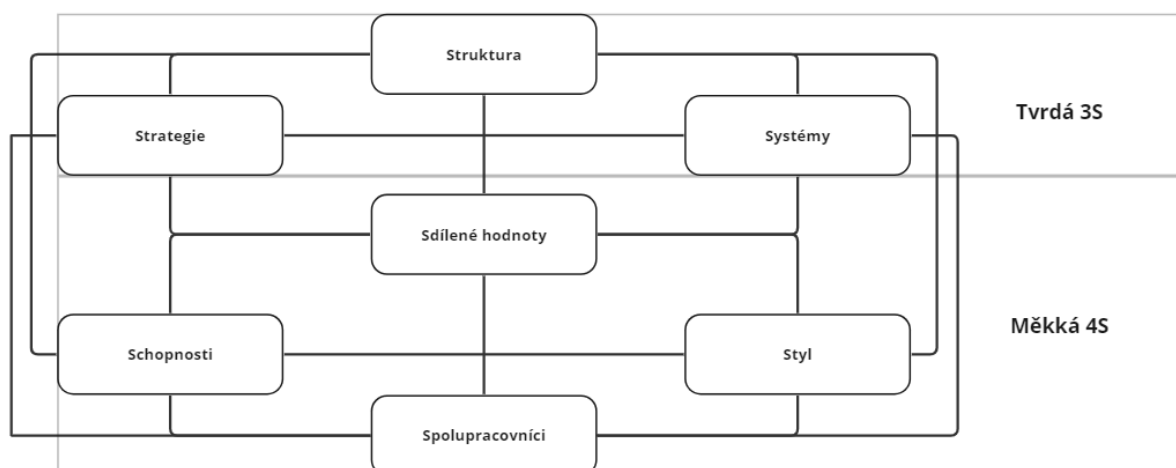 Struktura
Tvrdá 3S
Strategie
Systémy
Sdílené hodnoty
Měkká 4S
Schopnosti
Styl
Spolupracovníci